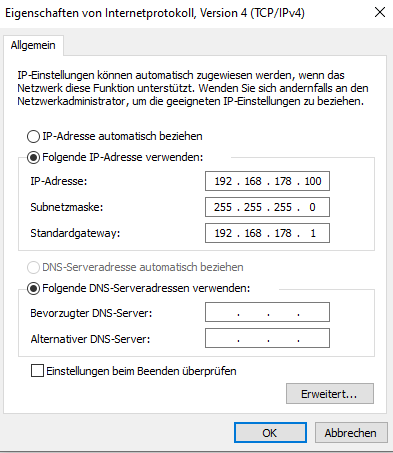 Eigenschaften von Internetprotokoll, Version 4 (TCP/IPv4)
Allgemein
IP-Einstellungen können automatisch zugewiesen werden, wenn das
Netzwerk diese Funktion unterstützt. Wenden Sie sich andernfalls an den
Netzwerkadministrator, um die geeigneten IP-Einstellungen zu beziehen.
IP-Adresse automatisch beziehen
Folgende IP-Adresse verwenden:
IP-Adresse: 192 . 168 . 178 . 100
Subnetzmaske: 255 . 255 . 255 . 0
Standardgateway: 192 . 168 . 178 . 1
DNS-Serveradresse automatisch beziehen
Folgende DNS-Serveradressen verwenden:
Bevorzugter DNS-Server: . . .
Alternativer DNS-Server: . . .
Einstellungen beim Beenden überprüfen
Erweitert...
OK Abbrechen